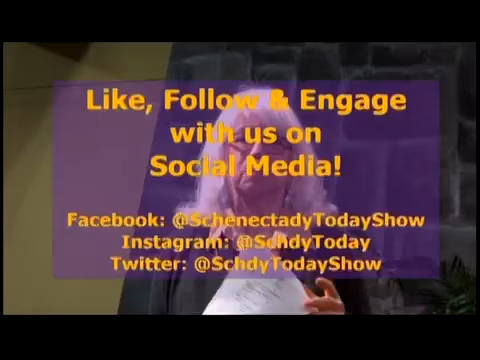 Like, Follow & Engage
with us on
Social Media!
Facebook: @SchenectadyTodayShow
Instagram: @SchdyToday
Twitter: @SchdyTodayShow